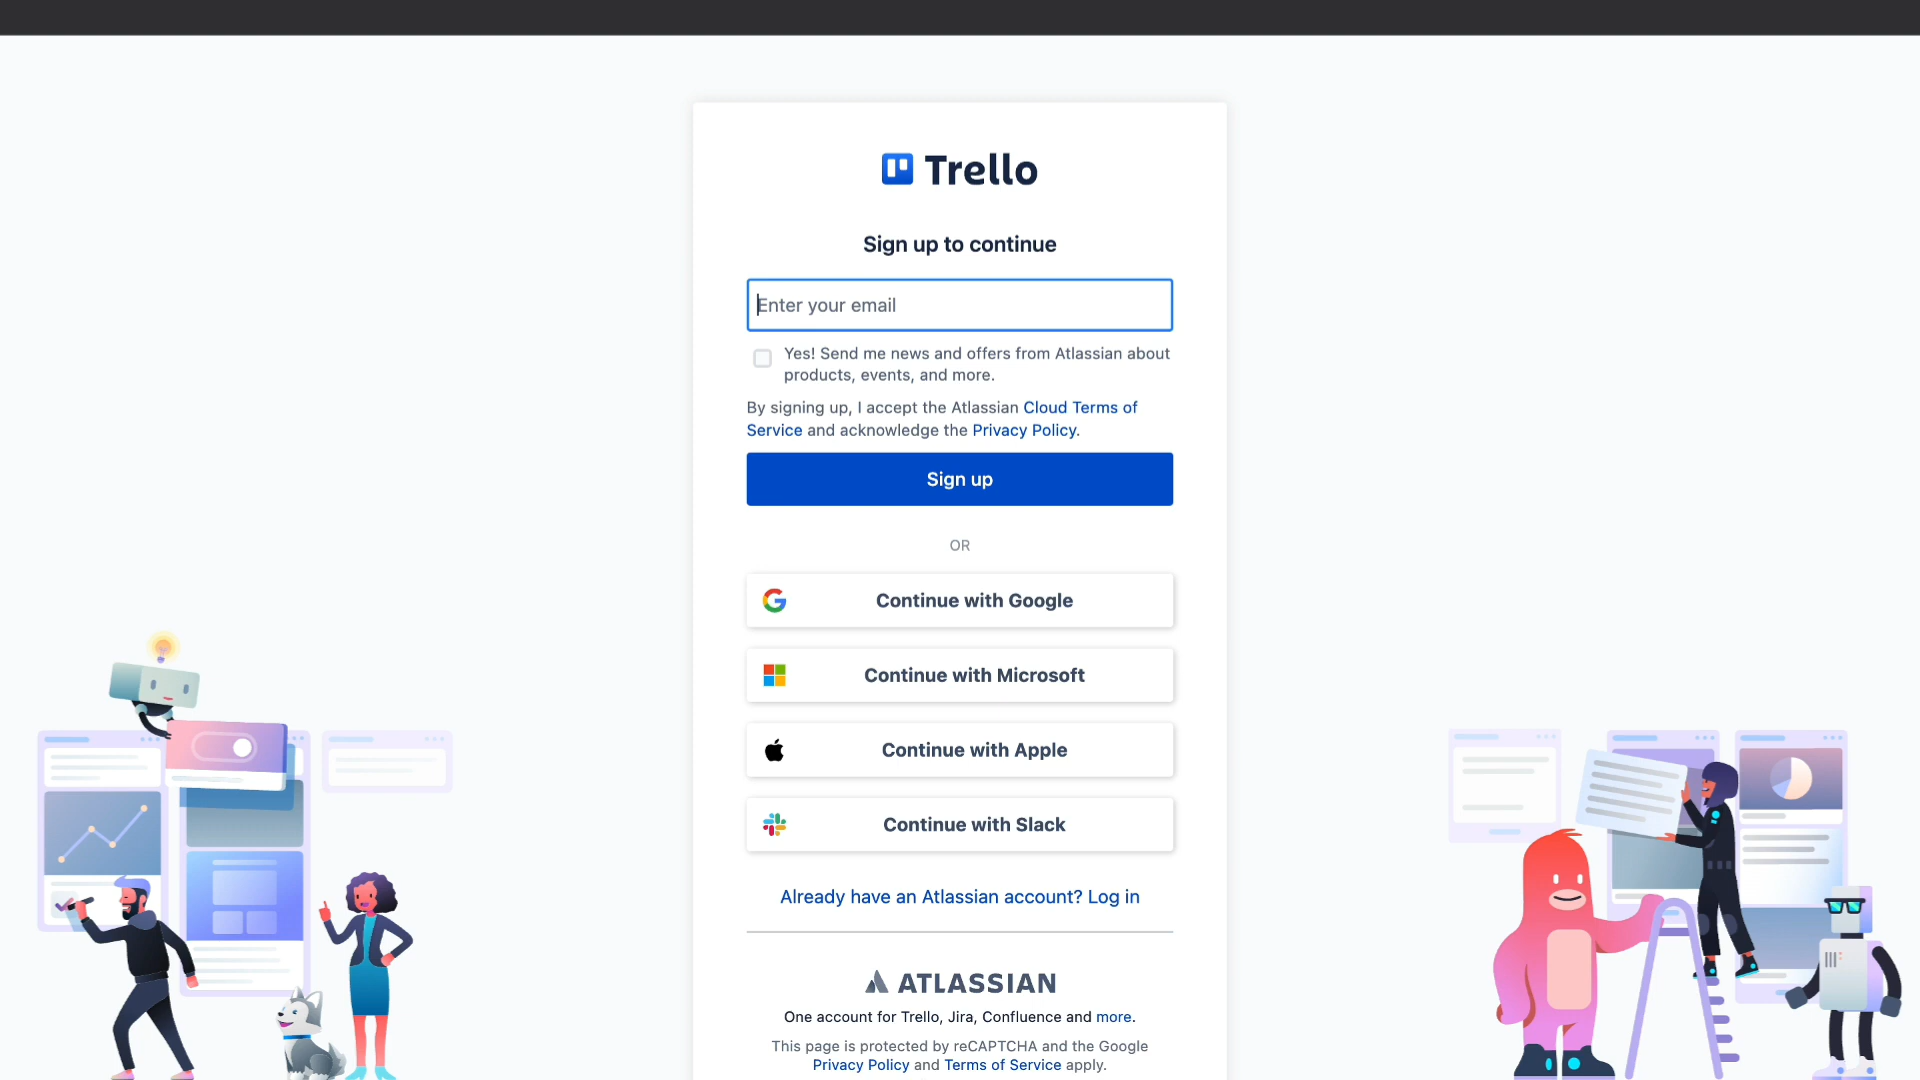 Trello
Sign up to continue
Enter your email
Yes! Send me news and offers from Atlassian about
products, events, and more.
By signing up, I accept the Atlassian Cloud Terms of
Service and acknowledge the Privacy Policy.
Sign up
OR
Continue with Google
Continue with Microsoft
Continue with Apple
Continue with Slack
Already have an Atlassian account? Log in
ATLASSIAN
One account for Trello, Jira, Confluence and more.
This page is protected by reCAPTCHA and the Google
Privacy Policy and Terms of Service apply.